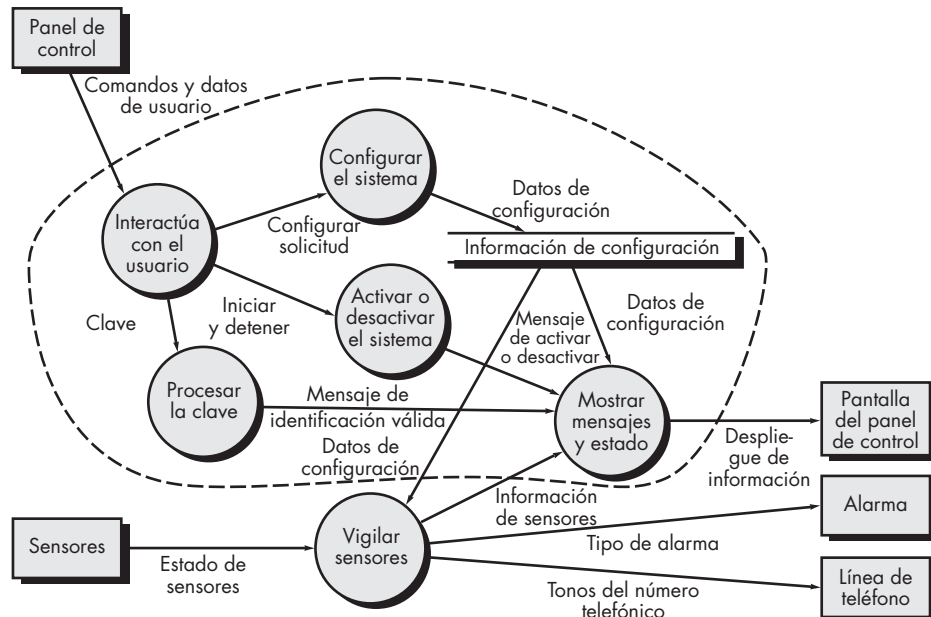 Panel de
control
Comandos y datos
de usuario
Configurar
el sistema
Interactúa
con el
usuario
Configurar
solicitud
Datos de
configuración
Información de configuración
Clave
Iniciar
y detener
Activar o
desactivar
el sistema
Mensaje
de activar
o desactivar
Datos de
configuración
Procesar
la clave
Mensaje de
identificación válida
Mostrar
mensajes
y estado
Pantalla
del panel
de control
Desplie-
gue de
información
Datos de
configuración
Información
de sensores
Sensores
Estado de
sensores
Vigilar
sensores
Tipo de alarma
Alarma
Tonos del número
telefónico
Línea de
teléfono